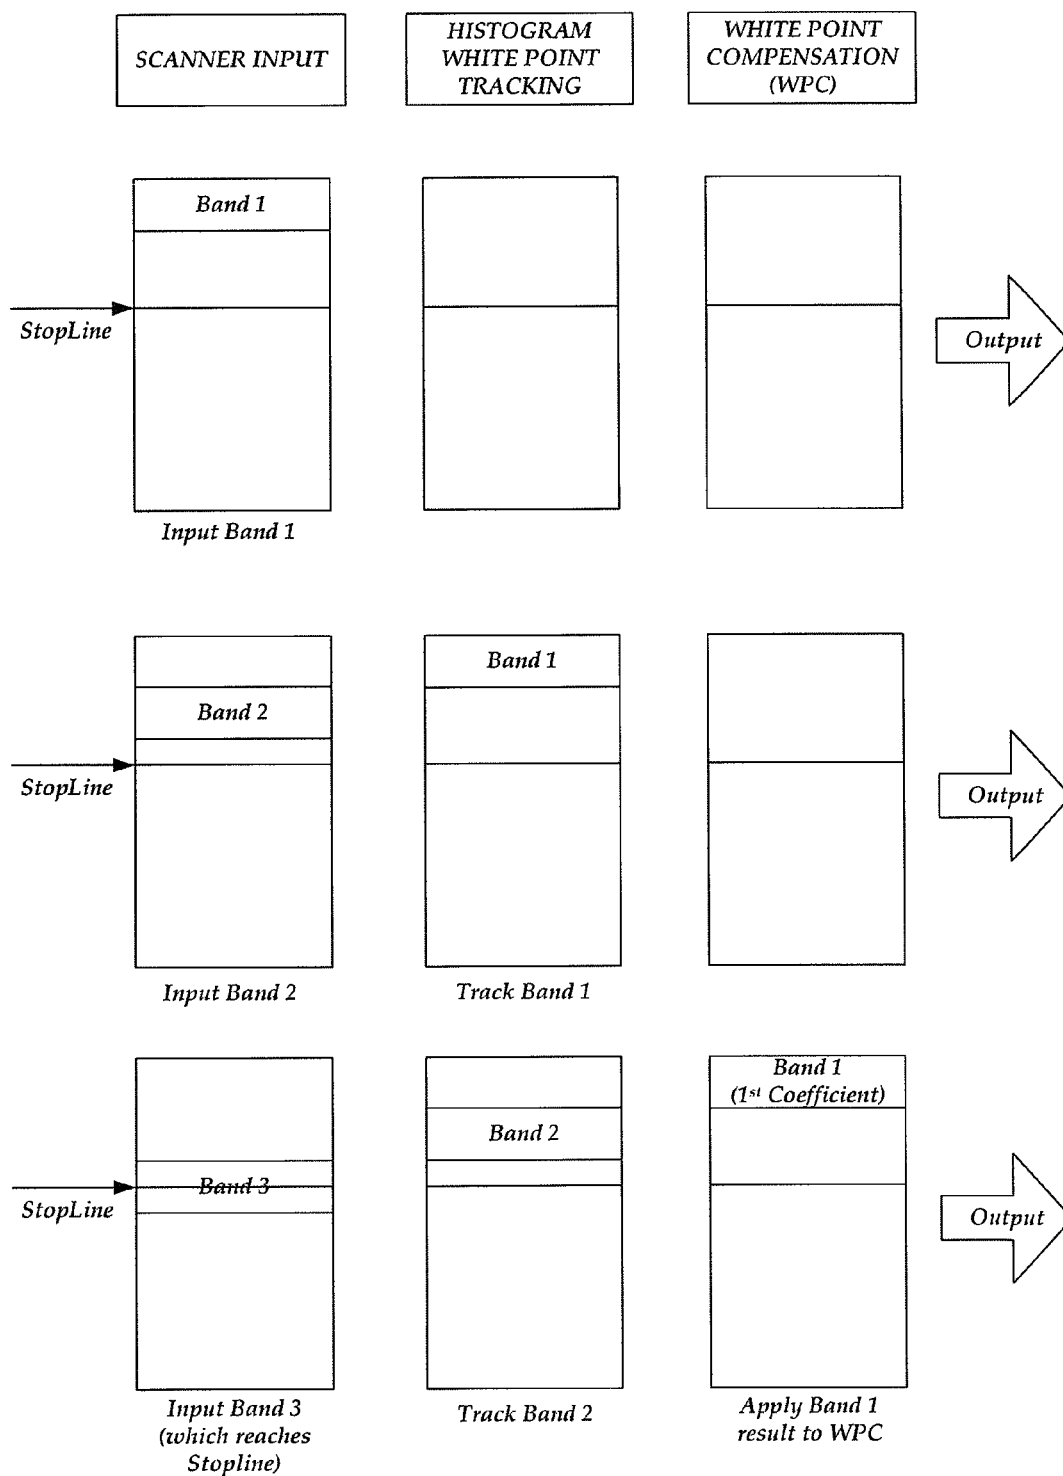 SCANNER INPUT
HISTOGRAM
WHITE POINT
TRACKING
WHITE POINT
COMPENSATION
(WPC)
Band 1
StopLine
Output
Input Band 1
Band 1
Band 2
StopLine
Output
Input Band 2
Track Band 1
Band 1
(1st Coefficient)
Band 2
Band 3
StopLine
Output
Input Band 3
(which reaches
Stopline)
Track Band 2
Apply Band 1
result to WPC